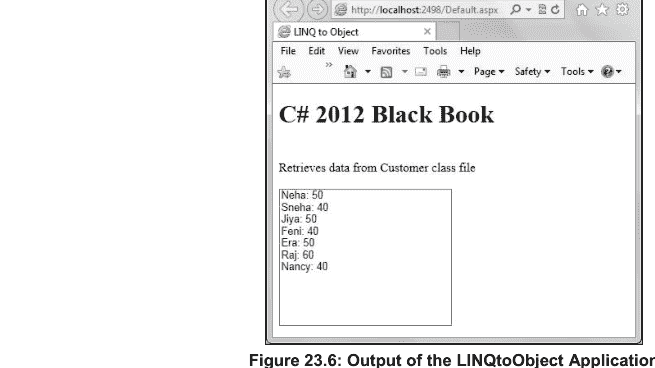 http://localhost:2498/Default.aspx
LINQ to Object
File Edit View Favorites Tools Help
Page Safety Tools
C# 2012 Black Book
Retrieves data from Customer class file
Neha: 50
Sneha: 40
Jiya: 50
Feni: 40
Era: 50
Raj: 60
Nancy: 40
Figure 23.6: Output of the LINQtoObject Application